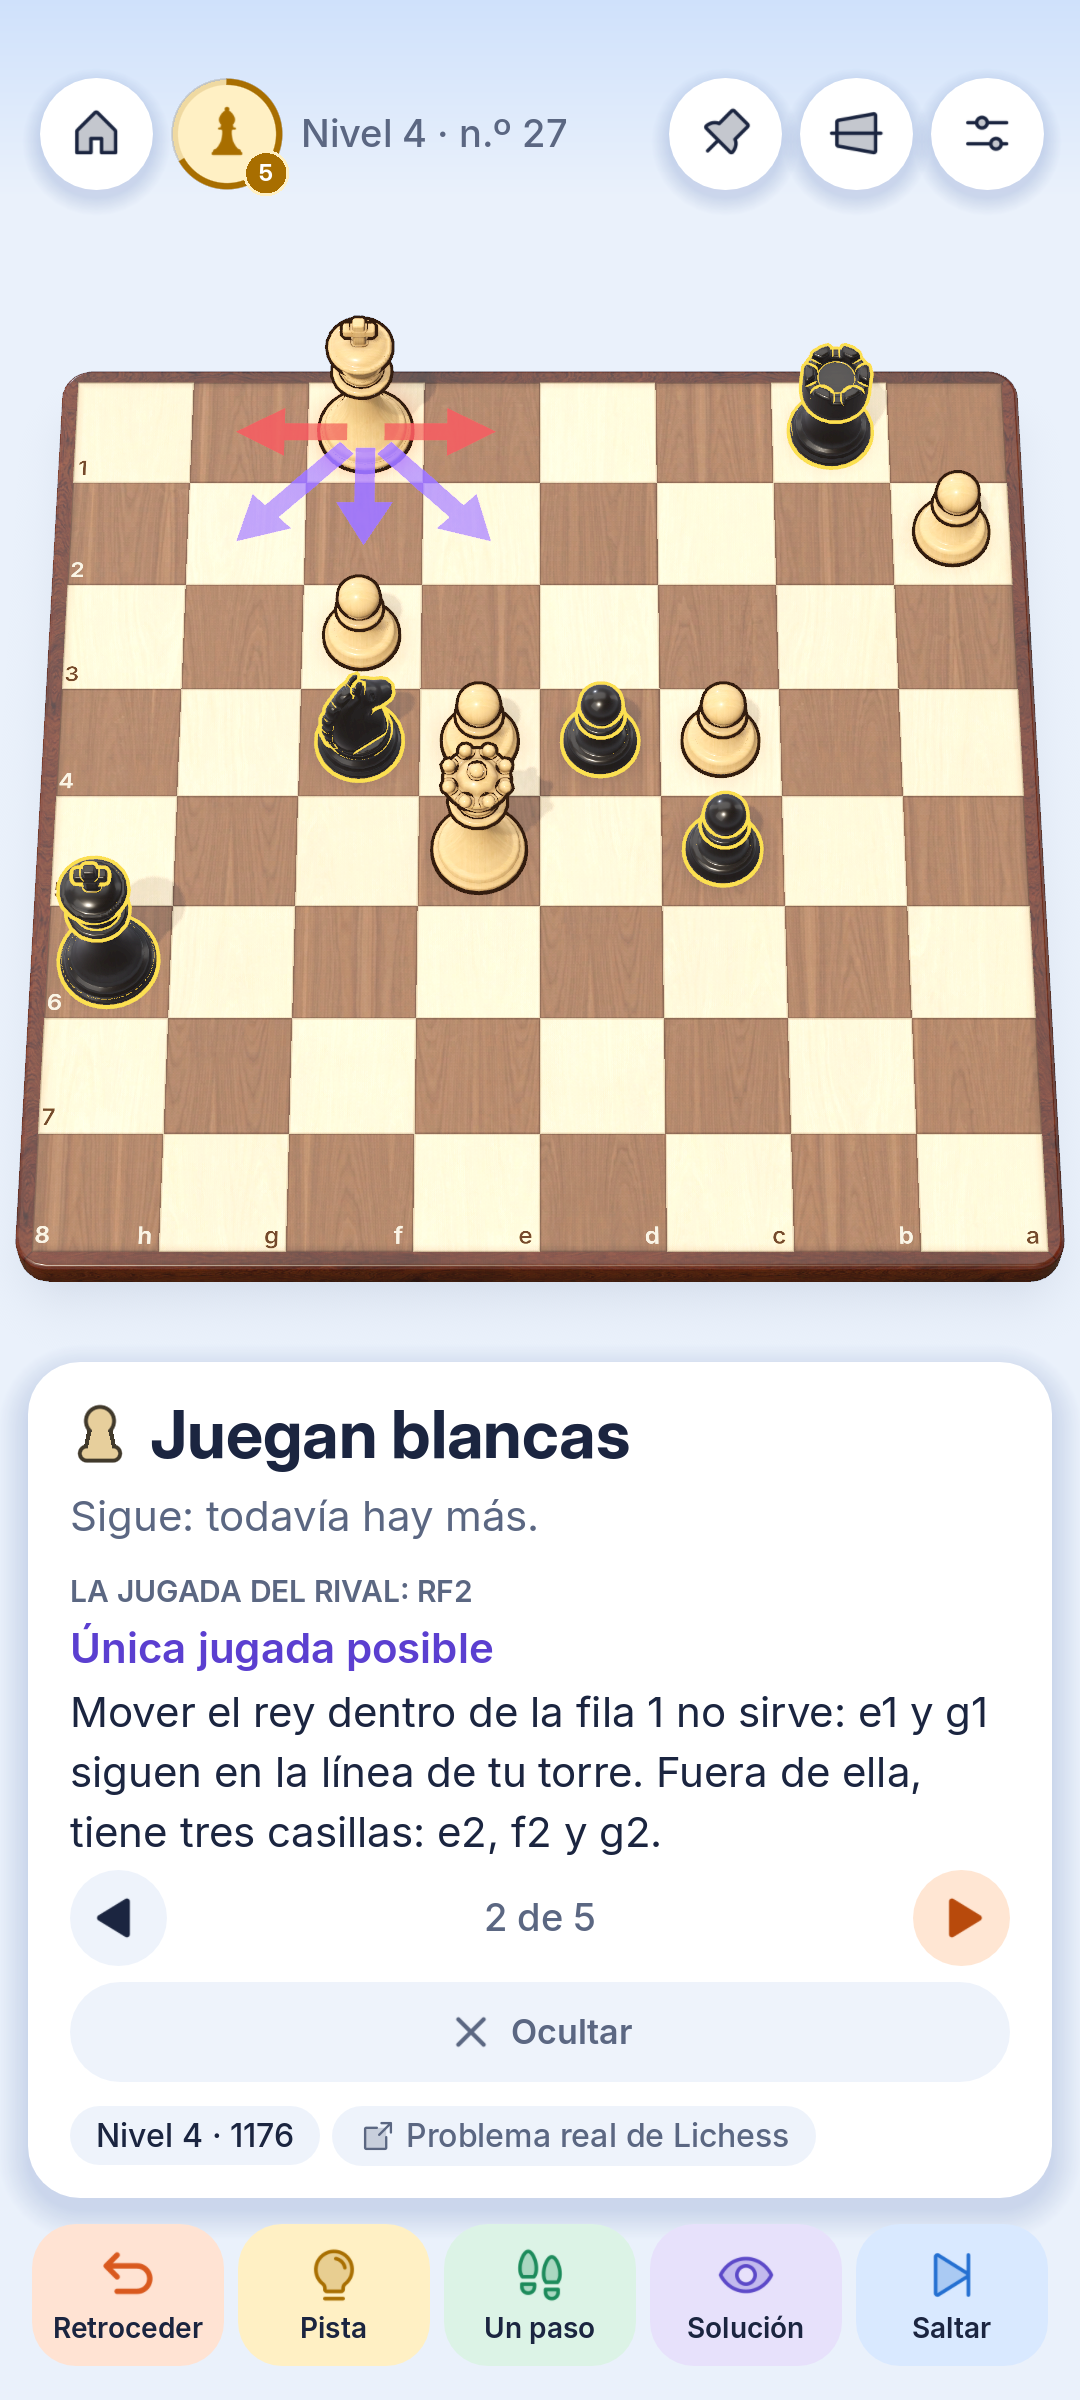 Nivel 4 · n.º 27
5
1
2
3
4
6
7
8 h g f e d c b a
Juegan blancas
Sigue: todavía hay más.
LA JUGADA DEL RIVAL: RF2
Única jugada posible
Mover el rey dentro de la fila 1 no sirve: e1 y g1
siguen en la línea de tu torre. Fuera de ella,
tiene tres casillas: e2, f2 y g2.
2 de 5
Ocultar
Nivel 4 · 1176
Problema real de Lichess
Retroceder
Pista
Un paso
Solución
Saltar